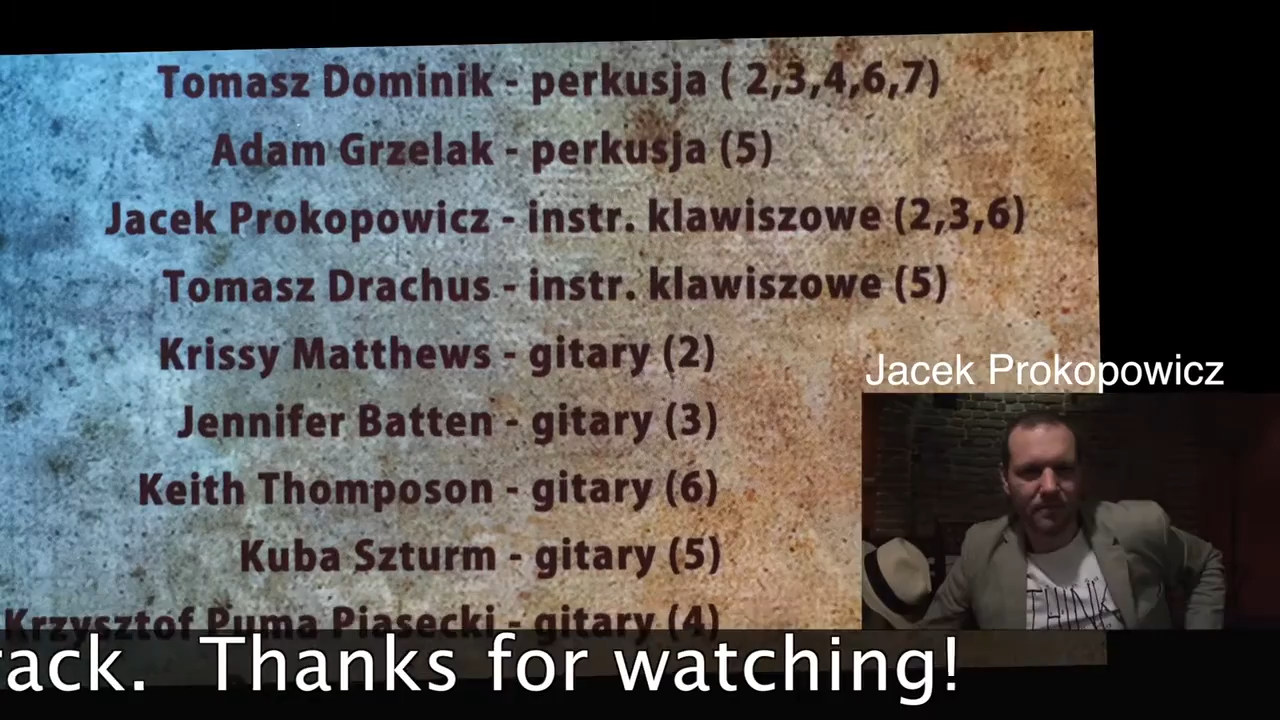 Tomasz Dominik - perkusja ( 2,3,4,6,7)
Adam Grzelak - perkusja (5)
Jacek Prokopowicz - instr. klawiszowe (2,3,6)
Tomasz Drachus - instr. klawiszowe (5)
Krissy Matthews - gitary (2)
Jennifer Batten - gitary (3)
Keith Thomposon - gitary (6)
Kuba Szturm - gitary (5)
Krzysztof Puma Piasecki - gitary (4)
Jacek Prokopowicz
THINK
rack. Thanks for watching!